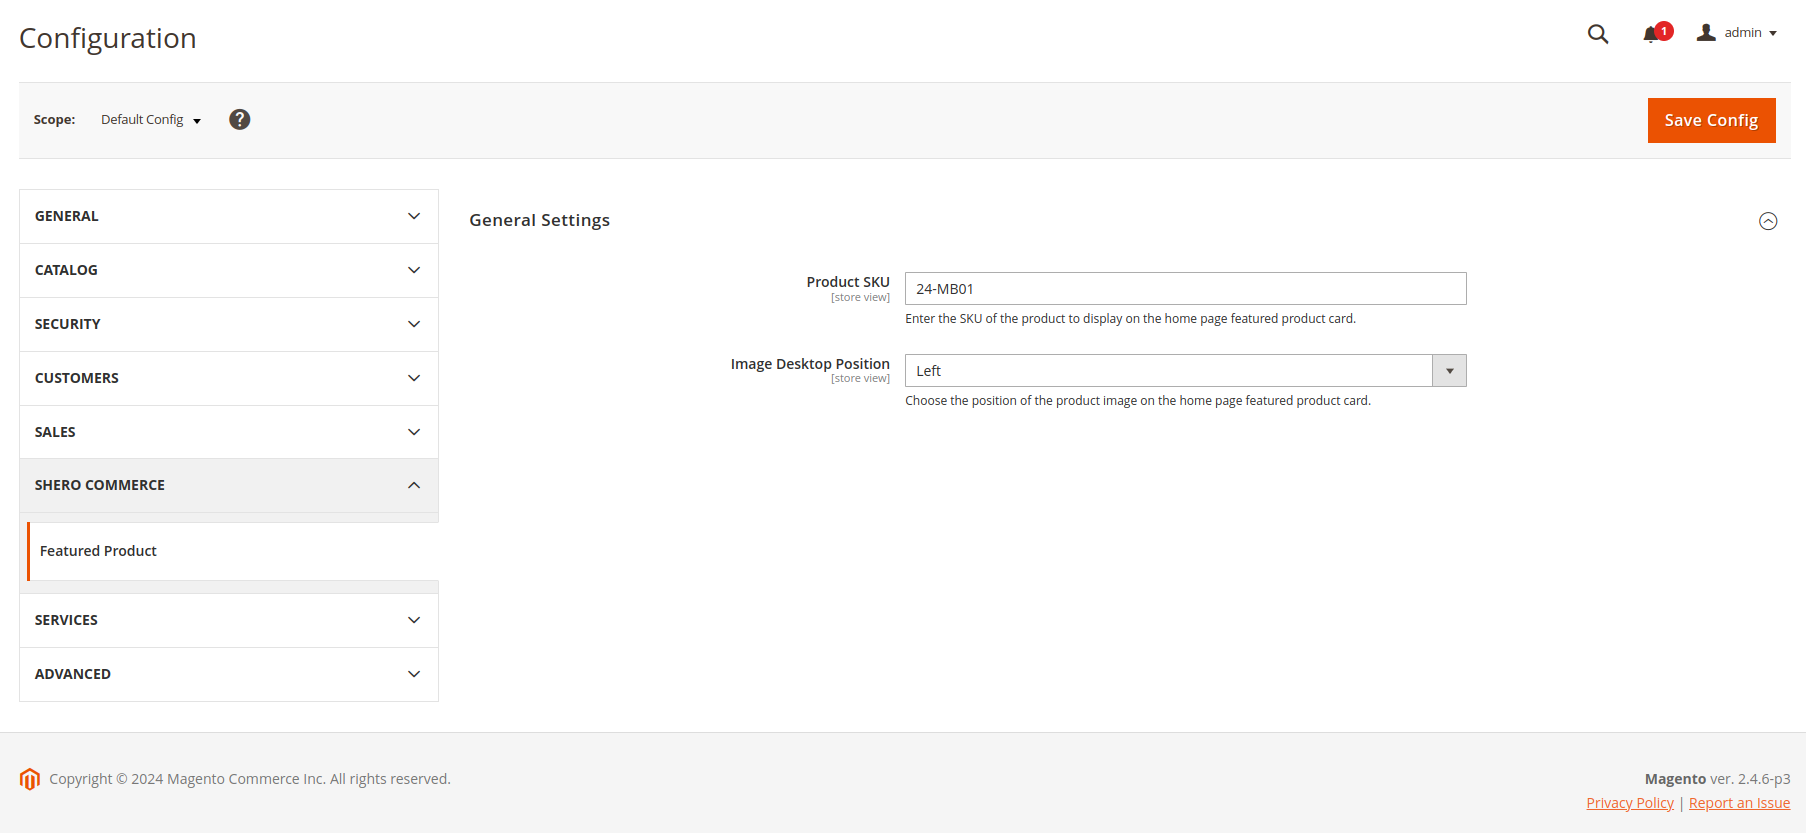 Configuration
1
admin
Scope:
Default Config
?
Save Config
GENERAL
CATALOG
SECURITY
CUSTOMERS
SALES
SHERO COMMERCE
Featured Product
SERVICES
ADVANCED
General Settings
Product SKU
[store view]
24-MB01
Enter the SKU of the product to display on the home page featured product card.
Image Desktop Position
[store view]
Left
Choose the position of the product image on the home page featured product card.
Copyright © 2024 Magento Commerce Inc. All rights reserved.
Magento ver. 2.4.6-p3
Privacy Policy | Report an Issue